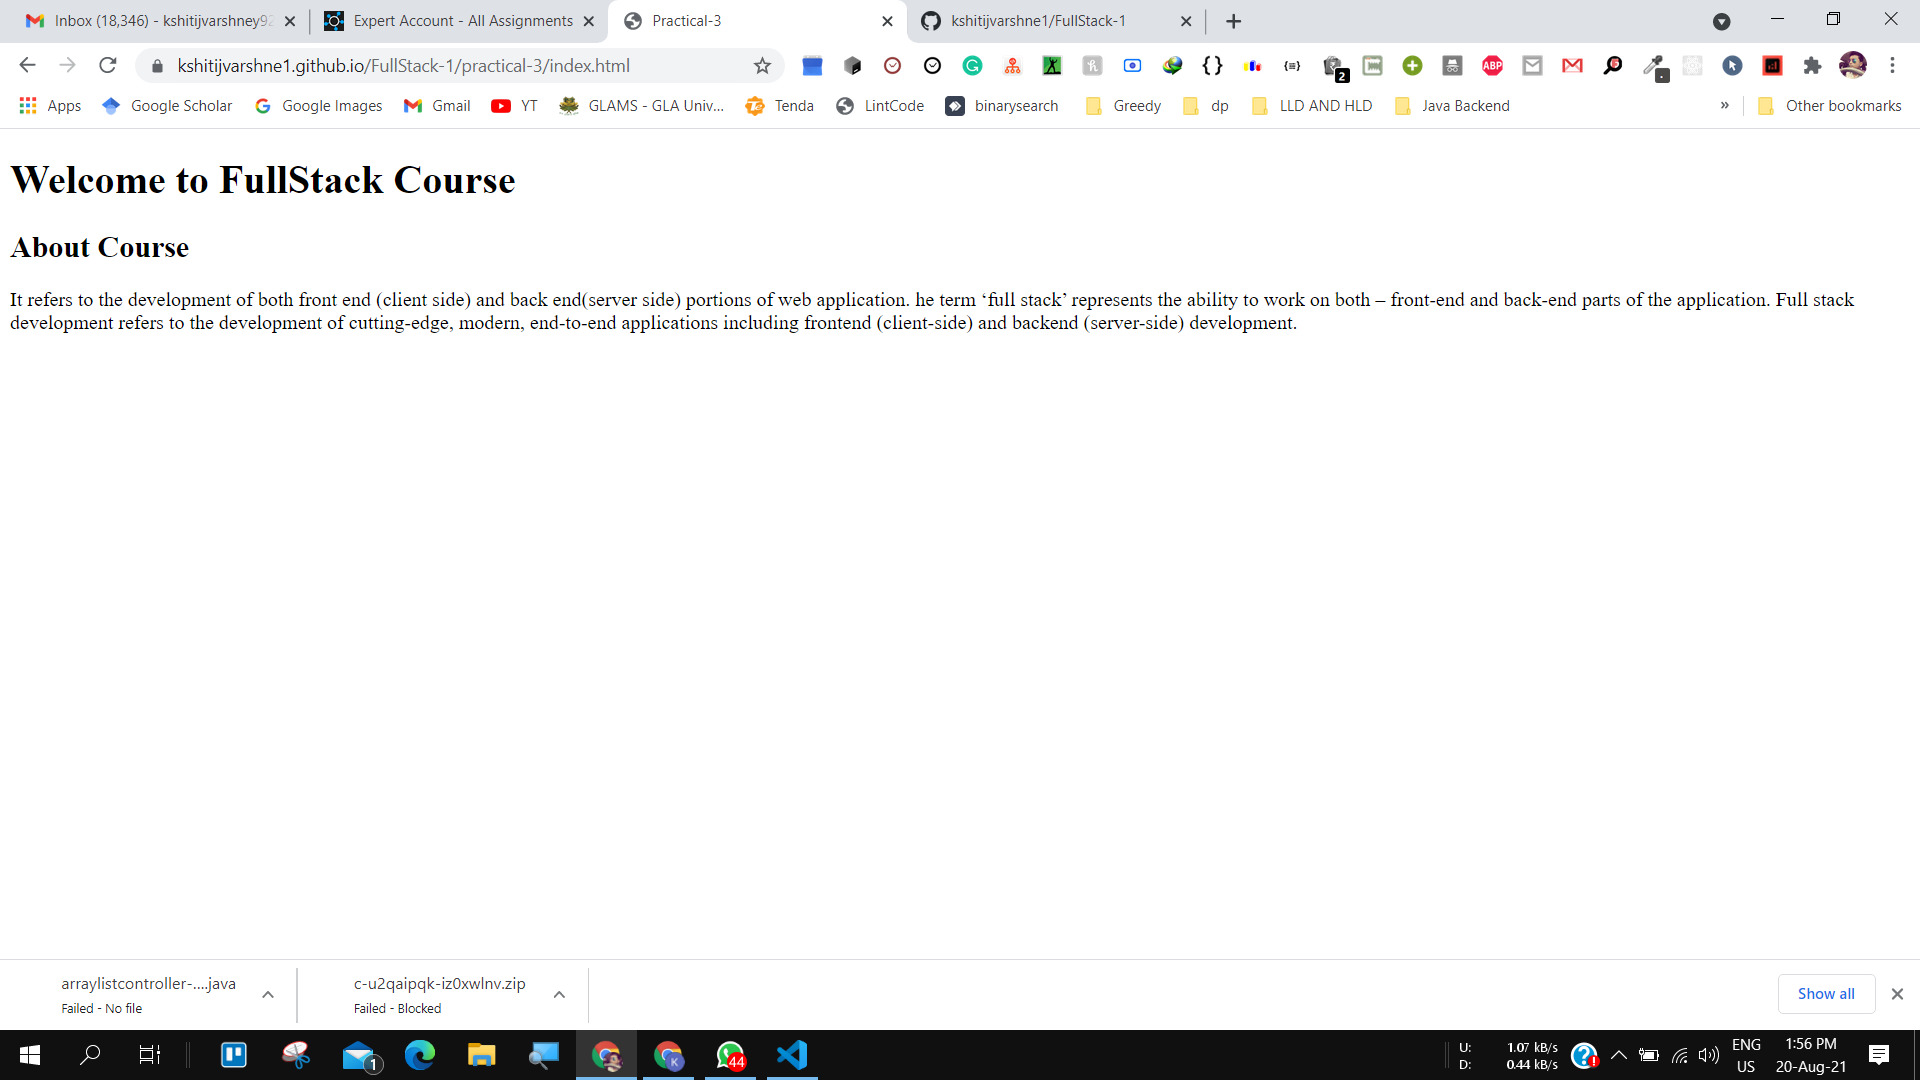 Inbox (18,346) - kshitijvarshney92
Expert Account - All Assignments
Practical-3
kshitijvarshne1/FullStack-1
kshitijvarshne1.github.io/FullStack-1/practical-3/index.html
2
ABP
Apps
Google Scholar
Google Images
Gmail
YT
GLAMS - GLA Univ...
Tenda
LintCode
binarysearch
Greedy
dp
LLD AND HLD
Java Backend
»
Other bookmarks
Welcome to FullStack Course
About Course
It refers to the development of both front end (client side) and back end(server side) portions of web application. he term ‘full stack’ represents the ability to work on both – front-end and back-end parts of the application. Full stack
development refers to the development of cutting-edge, modern, end-to-end applications including frontend (client-side) and backend (server-side) development.
arraylistcontroller-....java
Failed - No file
c-u2qaipqk-iz0xwlnv.zip
Failed - Blocked
Show all
1
K
44
U: 1.07 kB/s
D: 0.44 kB/s
ENG
US
1:56 PM
20-Aug-21